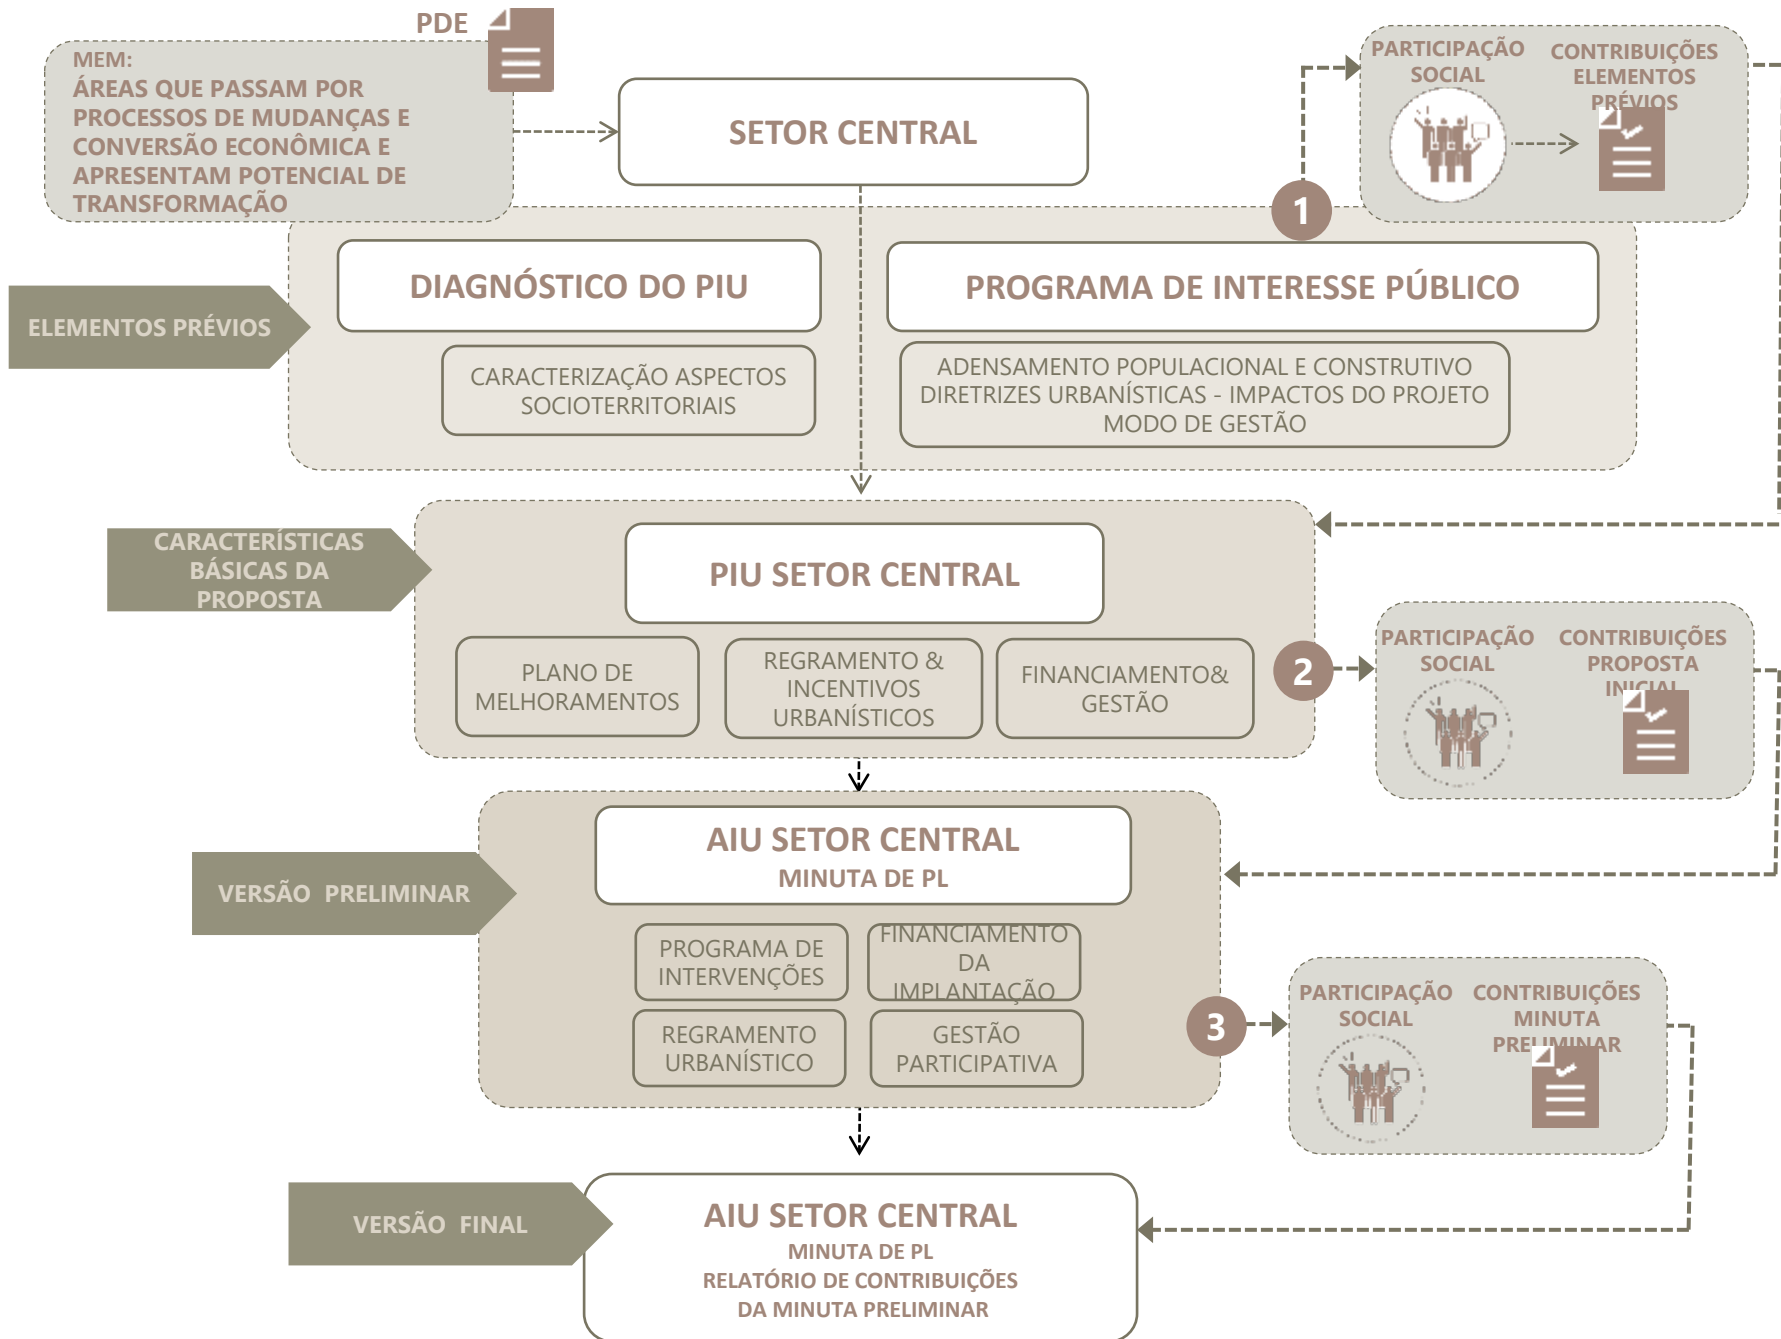 PDE
MEM:
ÁREAS QUE PASSAM POR
PROCESSOS DE MUDANÇAS E
CONVERSÃO ECONÔMICA E
APRESENTAM POTENCIAL DE
TRANSFORMAÇÃO
SETOR CENTRAL
1
PARTICIPAÇÃO
SOCIAL
CONTRIBUIÇÕES
ELEMENTOS
PRÉVIOS
ELEMENTOS PRÉVIOS
DIAGNÓSTICO DO PIU
CARACTERIZAÇÃO ASPECTOS
SOCIOTERRITORIAIS
PROGRAMA DE INTERESSE PÚBLICO
ADENSAMENTO POPULACIONAL E CONSTRUTIVO
DIRETRIZES URBANÍSTICAS - IMPACTOS DO PROJETO
MODO DE GESTÃO
CARACTERÍSTICAS
BÁSICAS DA
PROPOSTA
PIU SETOR CENTRAL
PLANO DE
MELHORAMENTOS
REGRAMENTO &
INCENTIVOS
URBANÍSTICOS
FINANCIAMENTO&
GESTÃO
2
PARTICIPAÇÃO
SOCIAL
CONTRIBUIÇÕES
PROPOSTA
INICIAL
VERSÃO PRELIMINAR
AIU SETOR CENTRAL
MINUTA DE PL
PROGRAMA DE
INTERVENÇÕES
FINANCIAMENTO
DA
IMPLANTAÇÃO
REGRAMENTO
URBANÍSTICO
GESTÃO
PARTICIPATIVA
3
PARTICIPAÇÃO
SOCIAL
CONTRIBUIÇÕES
MINUTA
PRELIMINAR
VERSÃO FINAL
AIU SETOR CENTRAL
MINUTA DE PL
RELATÓRIO DE CONTRIBUIÇÕES
DA MINUTA PRELIMINAR